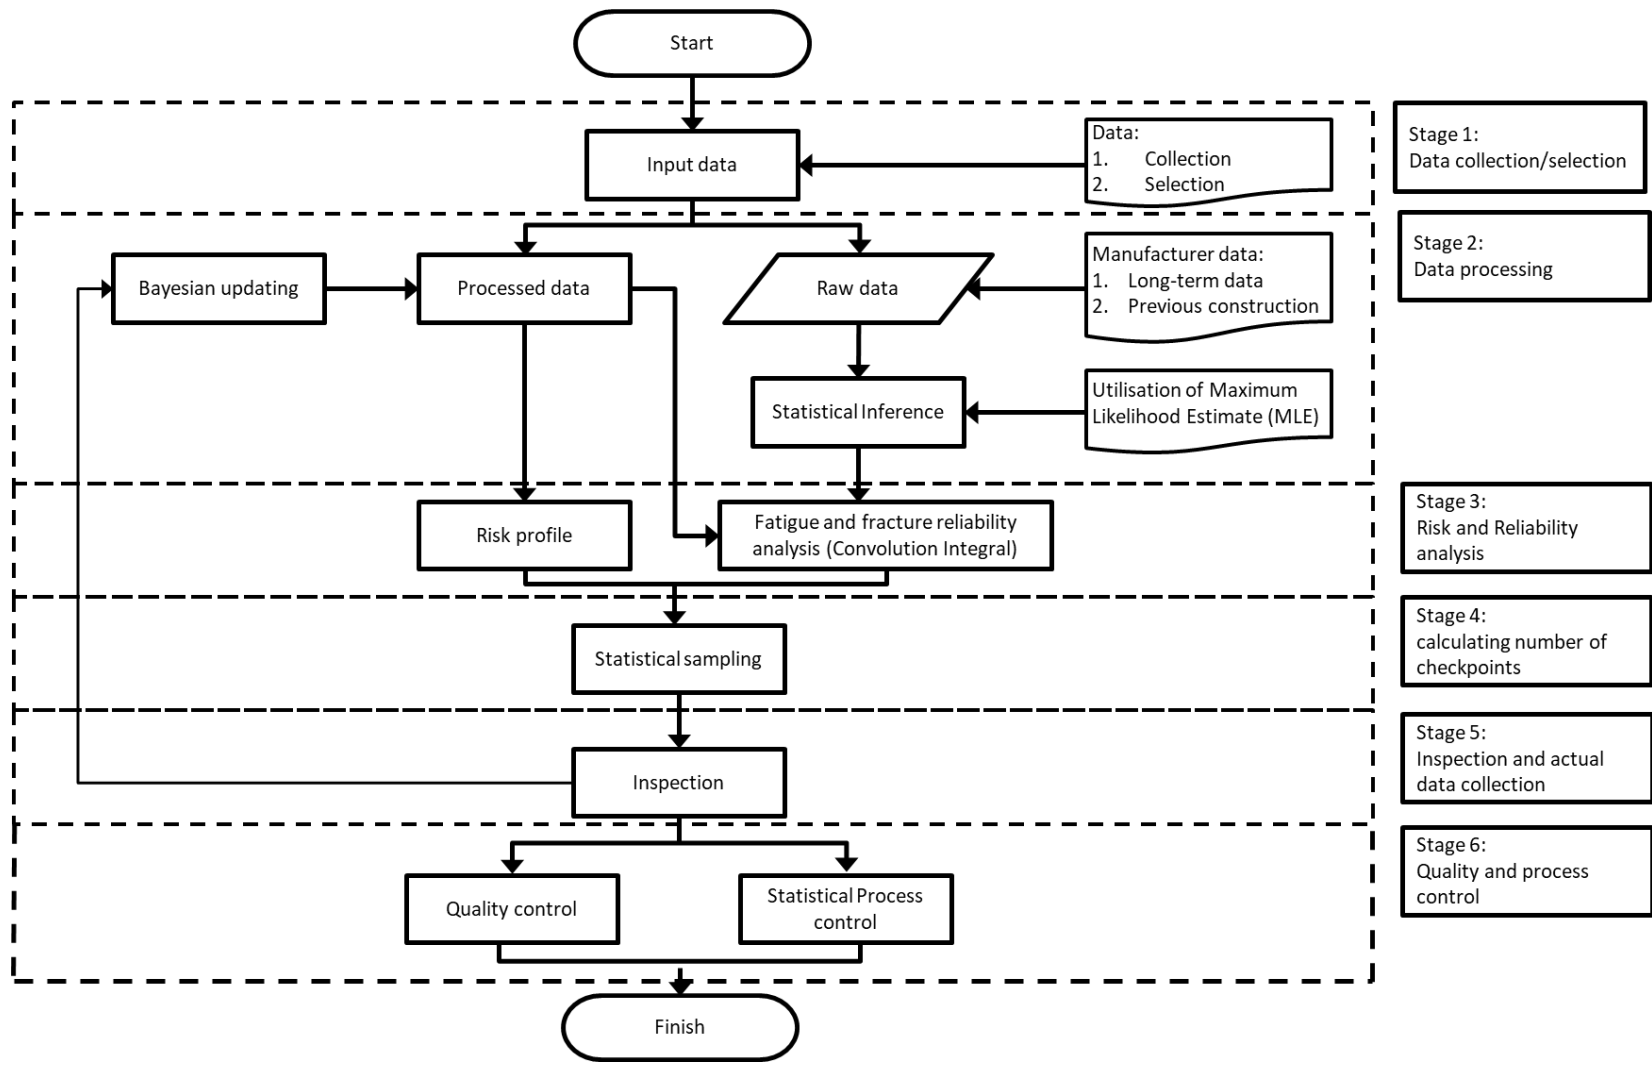 Start
Input data
Data:
1. Collection
2. Selection
Stage 1:
Data collection/selection
Bayesian updating
Processed data
Raw data
Manufacturer data:
1. Long-term data
2. Previous construction
Stage 2:
Data processing
Statistical Inference
Utilisation of Maximum
Likelihood Estimate (MLE)
Risk profile
Fatigue and fracture reliability
analysis (Convolution Integral)
Stage 3:
Risk and Reliability
analysis
Statistical sampling
Stage 4:
calculating number of
checkpoints
Inspection
Stage 5:
Inspection and actual
data collection
Quality control
Statistical Process
control
Stage 6:
Quality and process
control
Finish